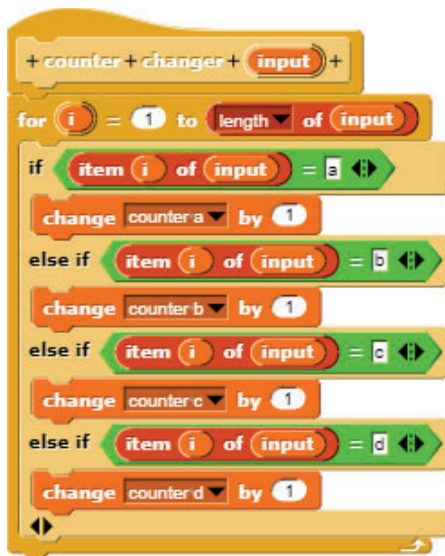 + counter + changer + input +
for i = 1 to length of input
if item i of input = a
change counter a by 1
else if item i of input = b
change counter b by 1
else if item i of input = c
change counter c by 1
else if item i of input = d
change counter d by 1